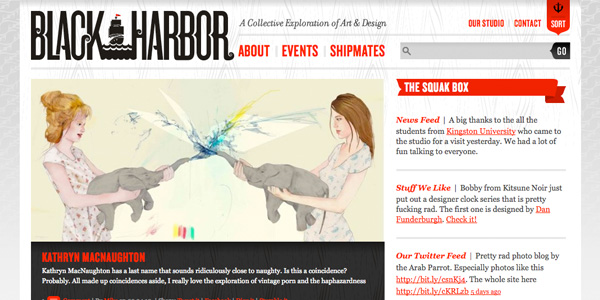 BLACK HARBOR
A Collective Exploration of Art & Design
OUR STUDIO | CONTACT
SORT
ABOUT | EVENTS | SHIPMATES
GO
THE SQUAK BOX
News Feed | A big thanks to the all the
students from Kingston University who came to
the studio for a visit yesterday. We had a lot of
fun talking to everyone.
Stuff We Like | Bobby from Kitsune Noir just
put out a designer clock series that is pretty
fucking rad. The first one is designed by Dan
Funderburgh. Check it!
Our Twitter Feed | Pretty rad photo blog by
the Arab Parrot. Especially photos like this
http://bit.ly/csnKj4. The whole site here
http://bit.ly/cKRLzb 5 days ago
KATHRYN MACNAUGHTON
Kathryn MacNaughton has a last name that sounds ridiculously close to naughty. Is this a coincidence?
Probably. All made up coincidences aside, I really love the exploration of vintage porn and the haphazardness